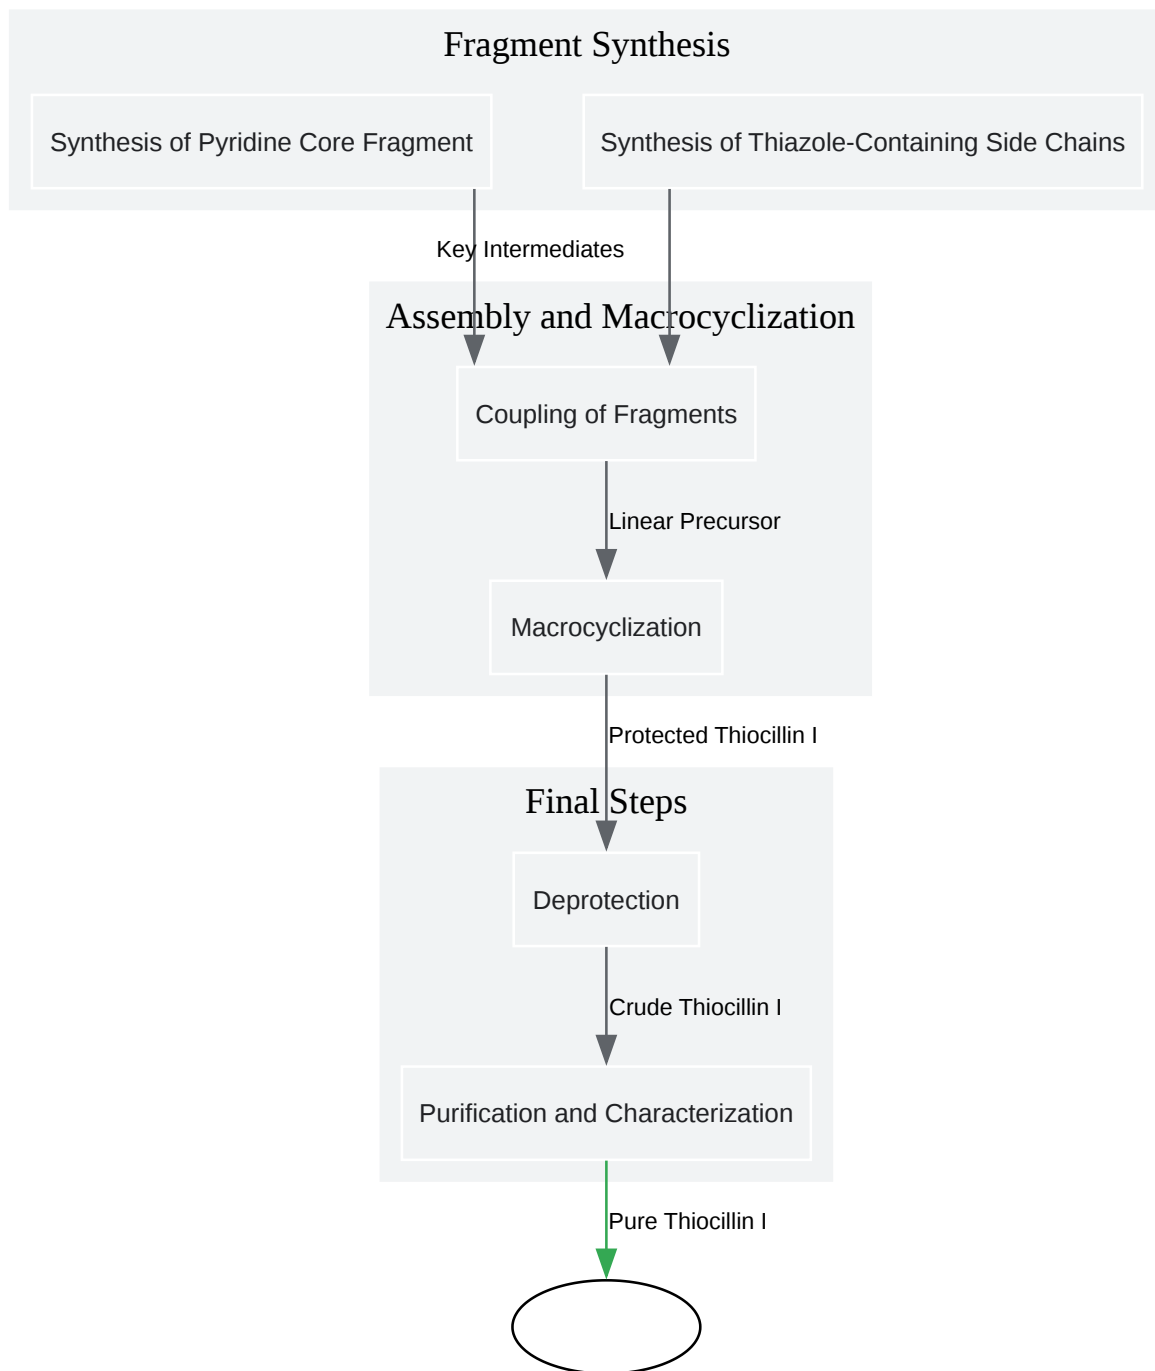 Fragment Synthesis
Synthesis of Pyridine Core Fragment
Synthesis of Thiazole-Containing Side Chains
Key Intermediates
Assembly and Macrocyclization
Coupling of Fragments
Linear Precursor
Macrocyclization
Protected Thiocillin I
Final Steps
Deprotection
Crude Thiocillin I
Purification and Characterization
Pure Thiocillin I